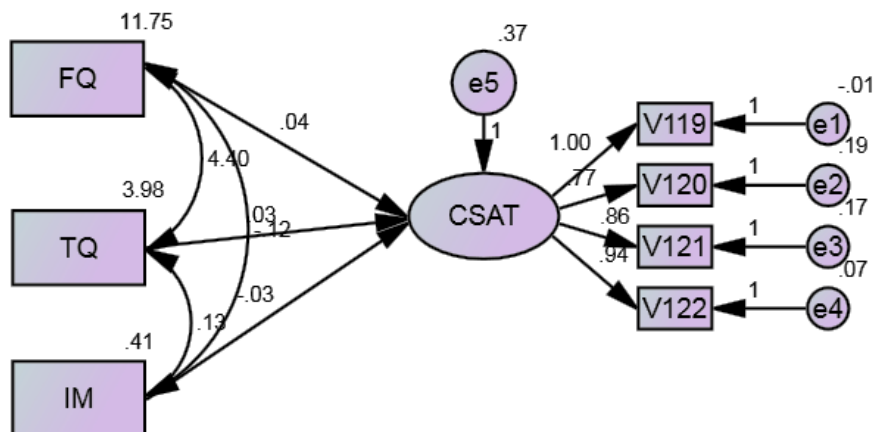 11.75
FQ
.04
4.40
3.98
TQ
.03
-.12
-.03
.13
.41
IM
.37
e5
1
CSAT
1.00
.77
.86
.94
V119
1
-.01
e1
V120
1
.19
e2
V121
1
.17
e3
V122
1
.07
e4